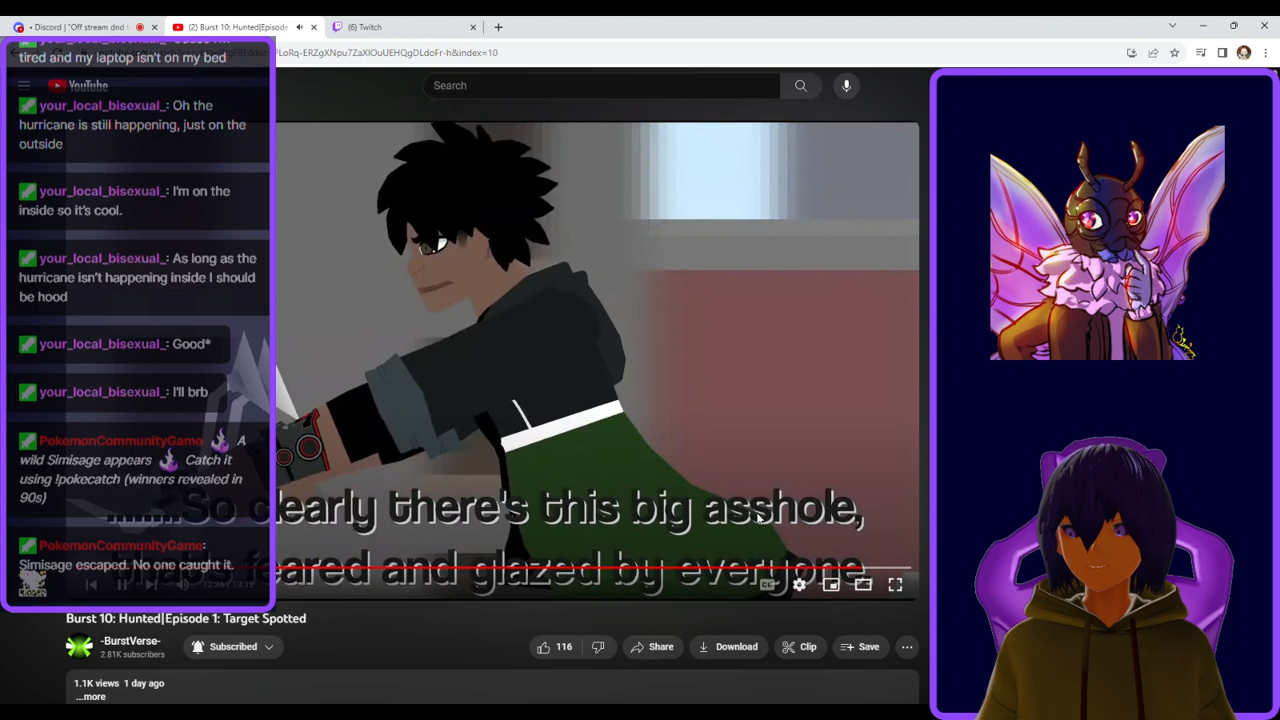 Discord | "Off stream dnd
(2) Burst 10: Hunted|Episode
(6) Twitch
PLoRq-ERZgXNpu7ZaXlOuUEHQgDLdoFr-h&index=10
tired and my laptop isn't on my bed
YouTube
Search
your_local_bisexual_: Oh the
hurricane is still happening, just on the
outside
your_local_bisexual_: I'm on the
inside so it's cool.
your_local_bisexual_: As long as the
hurricane isn't happening inside I should
be hood
your_local_bisexual_: Good*
your_local_bisexual_: I'll brb
PokemonCommunityGame A
wild Simisage appears Catch it
using !pokecatch (winners revealed in
90s)
PokemonCommunityGame:
Simisage escaped. No one caught it.
.......So clearly there's this big asshole,
feared and glazed by everyone
Burst 10: Hunted|Episode 1: Target Spotted
-BurstVerse-
2.81K subscribers
Subscribed
116
Share
Download
Clip
Save
1.1K views 1 day ago
...more